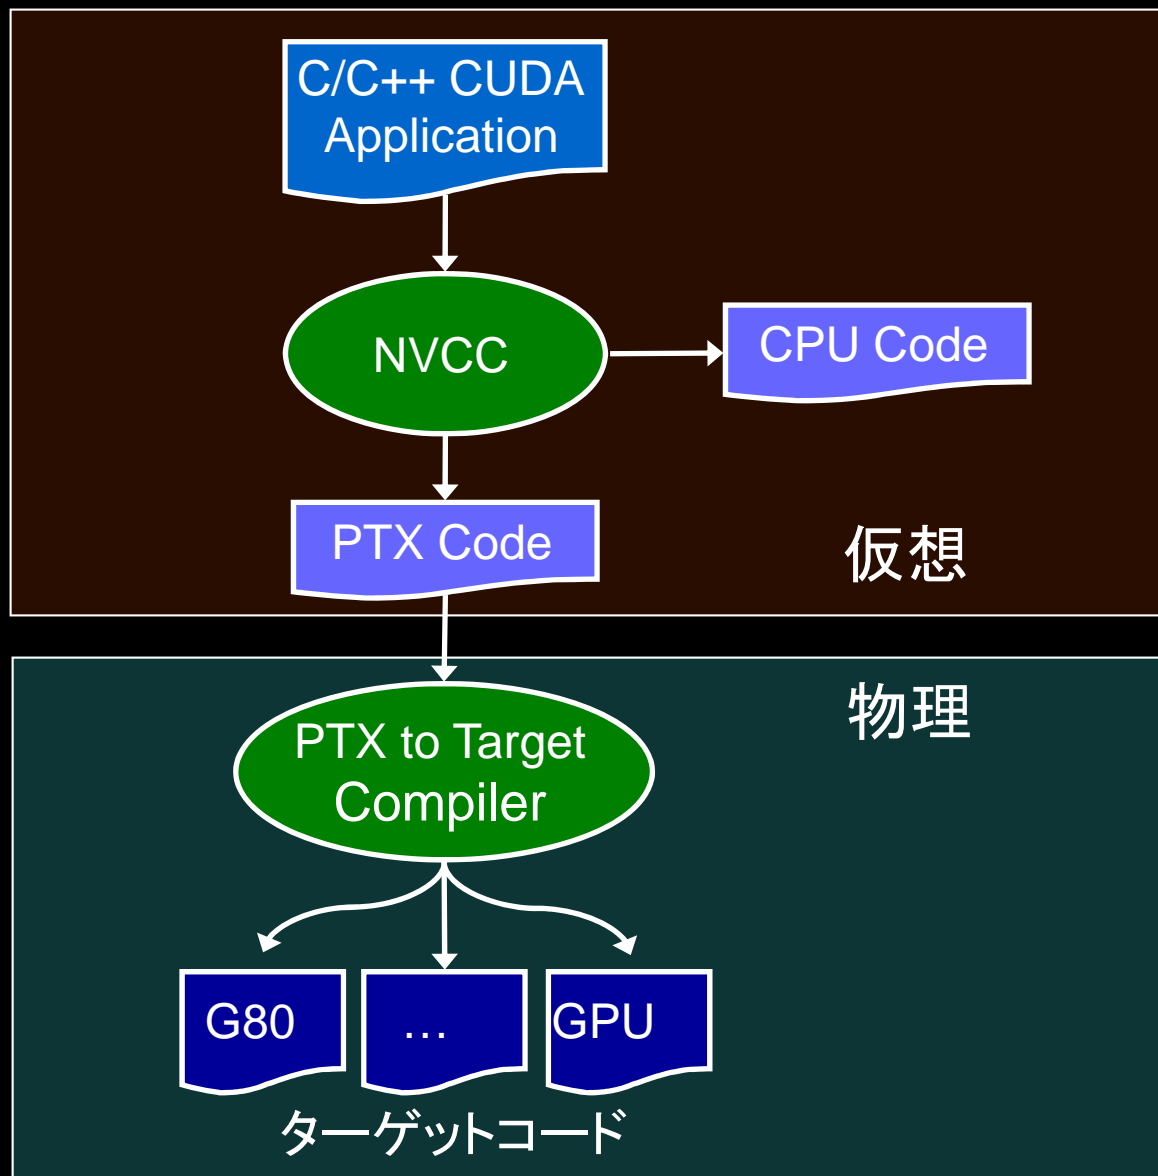 C/C++ CUDA
Application
NVCC
CPU Code
PTX Code
仮想
物理
PTX to Target
Compiler
G80
…
GPU
ターゲットコード